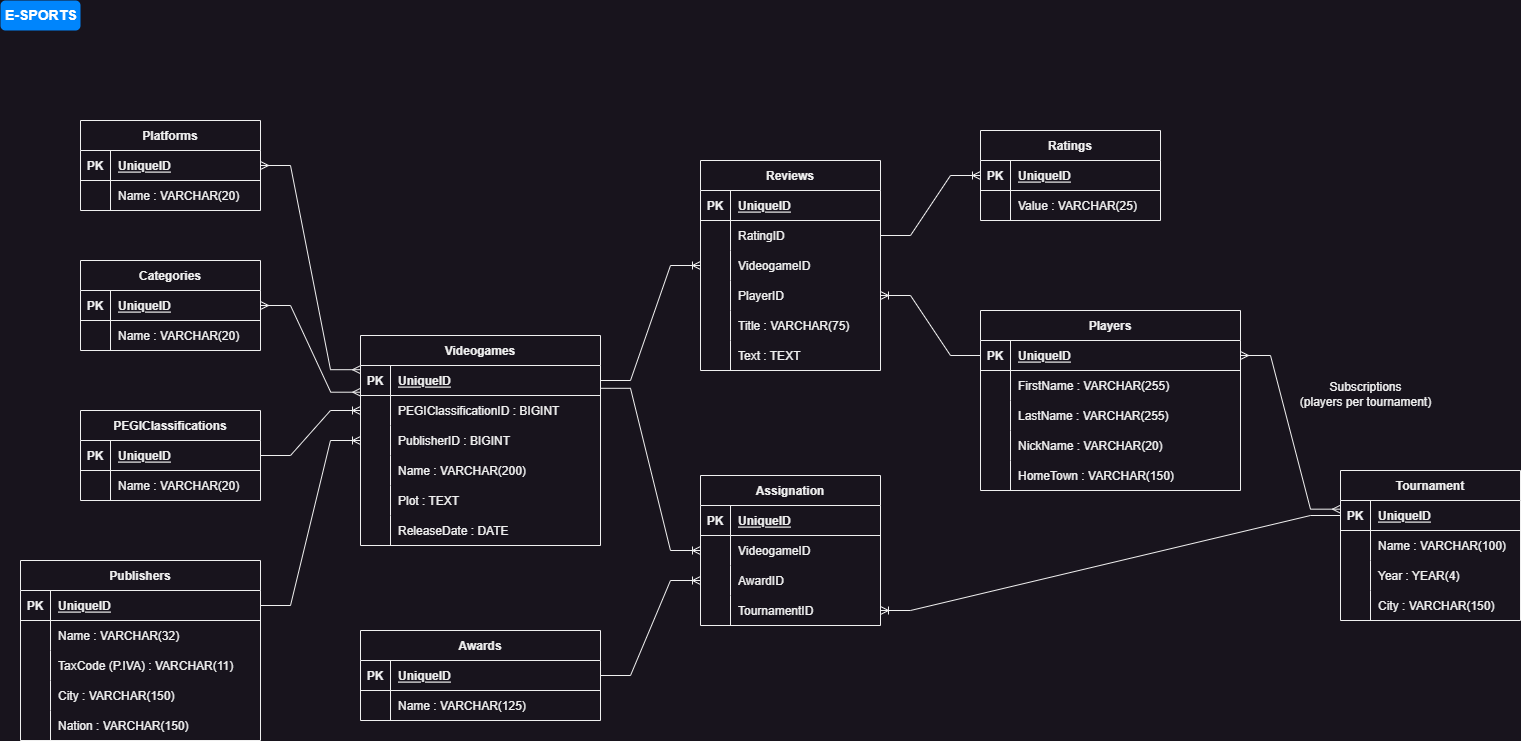 E-SPORTS
Platforms
PK UniqueID
Name : VARCHAR(20)
Categories
PK UniqueID
Name : VARCHAR(20)
PEGIClassifications
PK UniqueID
Name : VARCHAR(20)
Publishers
PK UniqueID
Name : VARCHAR(32)
TaxCode (P.IVA) : VARCHAR(11)
City : VARCHAR(150)
Nation : VARCHAR(150)
Videogames
PK UniqueID
PEGIClassificationID : BIGINT
PublisherID : BIGINT
Name : VARCHAR(200)
Plot : TEXT
ReleaseDate : DATE
Awards
PK UniqueID
Name : VARCHAR(125)
Reviews
PK UniqueID
RatingID
VideogameID
PlayerID
Title : VARCHAR(75)
Text : TEXT
Assignation
PK UniqueID
VideogameID
AwardID
TournamentID
Ratings
PK UniqueID
Value : VARCHAR(25)
Players
PK UniqueID
FirstName : VARCHAR(255)
LastName : VARCHAR(255)
NickName : VARCHAR(20)
HomeTown : VARCHAR(150)
Subscriptions
(players per tournament)
Tournament
PK UniqueID
Name : VARCHAR(100)
Year : YEAR(4)
City : VARCHAR(150)